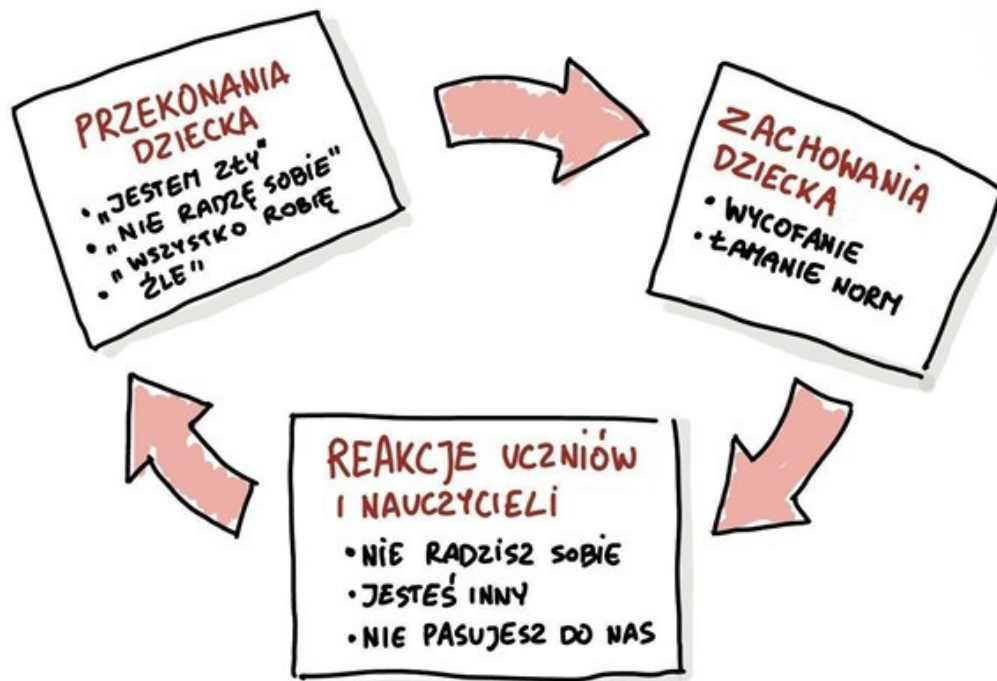 PRZEKONANIA
DZIECKA
• „JESTEM ZŁY"
• „NIE RADZĘ SOBIE"
• „WSZYSTKO ROBIĘ
• ŹLE"
ZACHOWANIA
DZIECKA
• WYCOFANIE
• ŁAMANIE NORM
REAKCJE UCZNIÓW
I NAUCZYCIELI
• NIE RADZISZ SOBIE
• JESTEŚ INNY
• NIE PASUJESZ DO NAS